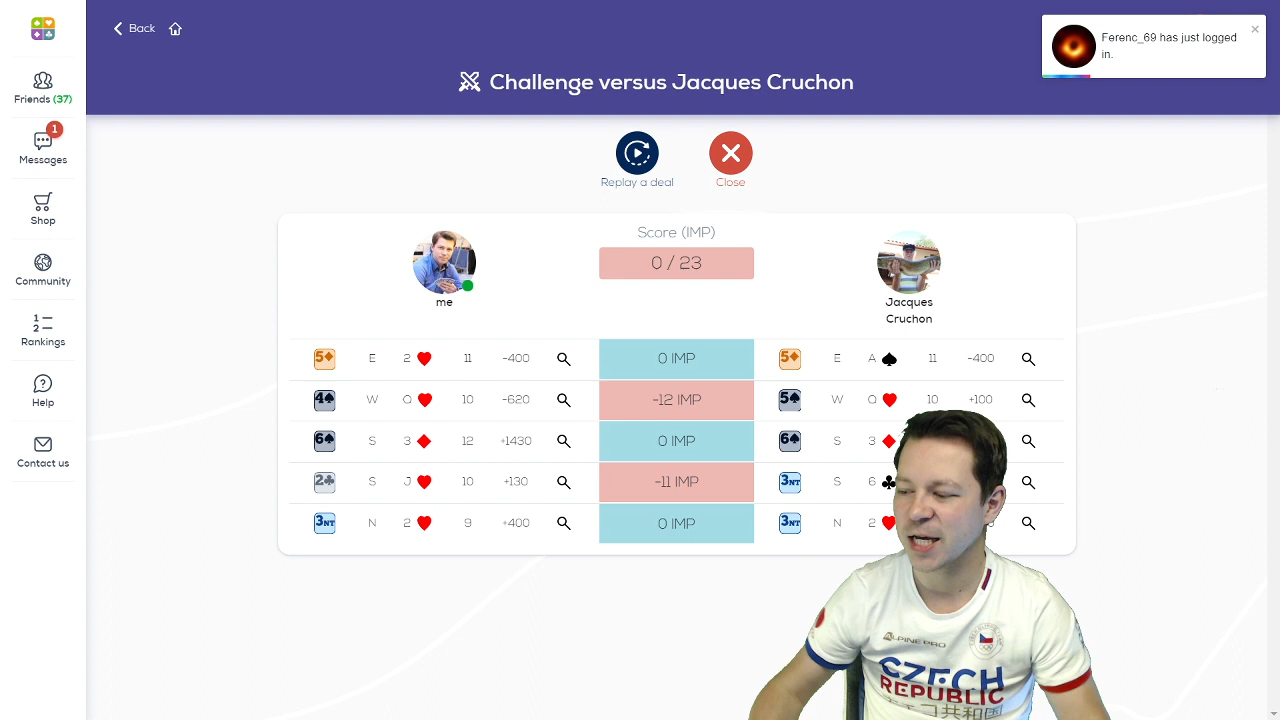 Back
Ferenc_69 has just logged
in.
Challenge versus Jacques Cruchon
Friends (37)
1
Messages
Shop
Community
1
2
Rankings
Help
Contact us
Replay a deal
Close
Score (IMP)
0 / 23
me
Jacques
Cruchon
5♦ E 2♥ 11 -400 0 IMP 5♦ E A♠ 11 -400
4♠ W Q♥ 10 -620 -12 IMP 5♠ W Q♥ 10 +100
6♠ S 3♦ 12 +1430 0 IMP 6♠ S 3♦
2♣ S J♥ 10 +130 -11 IMP 3NT S 6♣
3NT N 2♥ 9 +400 0 IMP 3NT N 2♥
ALPINE PRO
CZECH
REPUBLIC
共和国